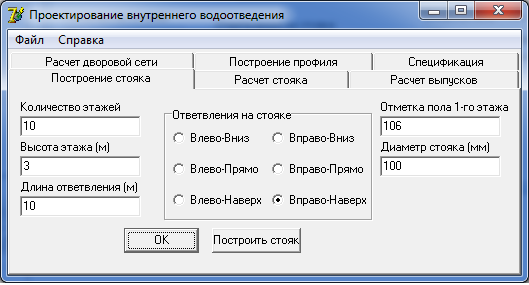 Проектирование внутреннего водоотведения
Файл Справка
Расчет дворовой сети Построение профиля Спецификация
Построение стояка Расчет стояка Расчет выпусков
Количество этажей
10
Высота этажа (м)
3
Длина ответвления (м)
10
Ответвления на стояке
Влево-Вниз Вправо-Вниз
Влево-Прямо Вправо-Прямо
Влево-Наверх Вправо-Наверх
Отметка пола 1-го этажа
106
Диаметр стояка (мм)
100
OK Построить стояк